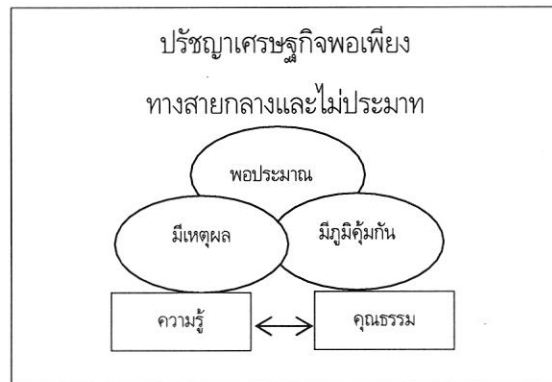 ปรัชญาเศรษฐกิจพอเพียง
ทางสายกลางและไม่ประมาท
พอประมาณ
มีเหตุผล
มีภูมิคุ้มกัน
ความรู้
คุณธรรม